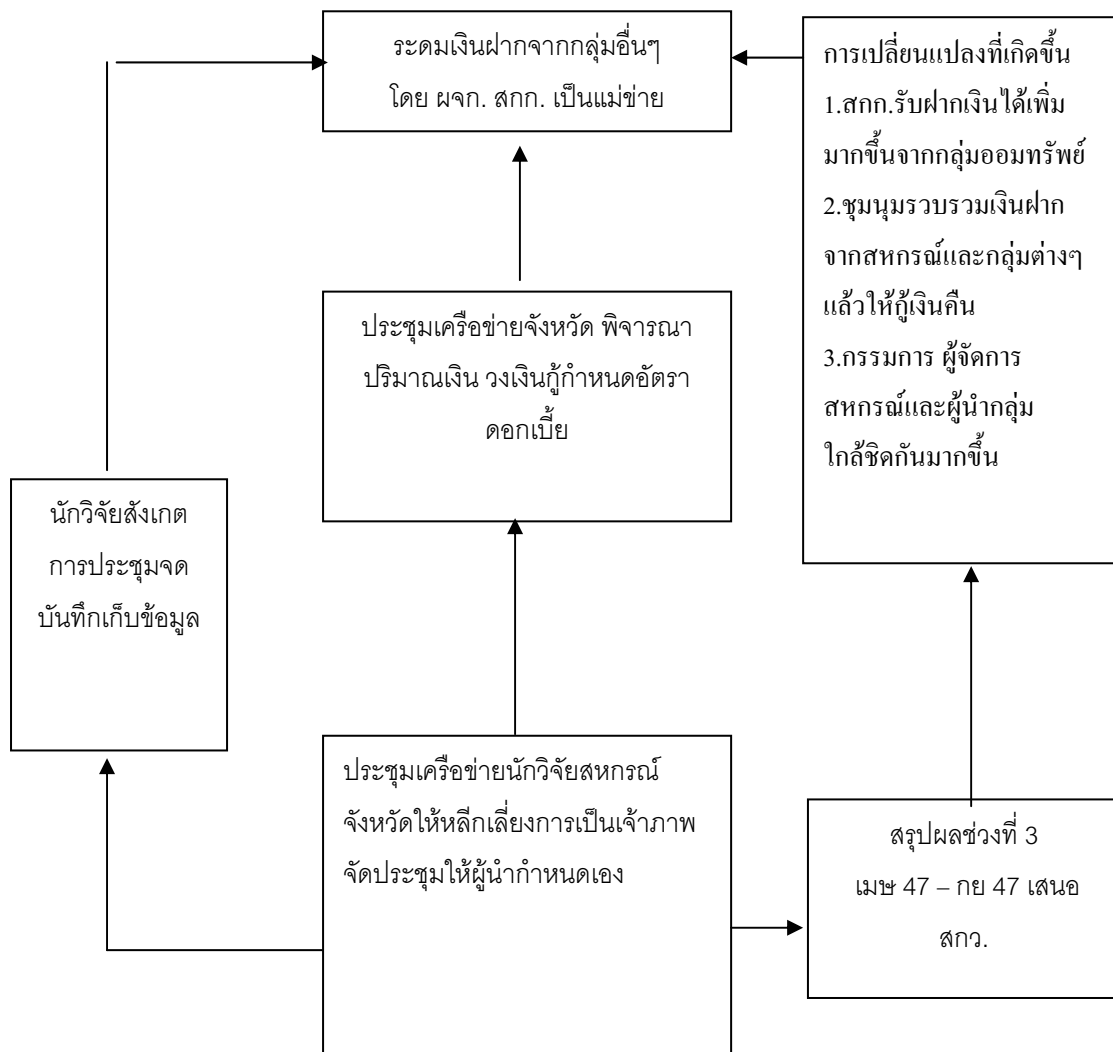 ระดมเงินฝากจากกลุ่มอื่นๆ
โดย ผจก. สกก. เป็นแม่ข่าย
การเปลี่ยนแปลงที่เกิดขึ้น
1.สกก.รับฝากเงินได้เพิ่ม
มากขึ้นจากกลุ่มออมทรัพย์
2.ชุมนุมรวบรวมเงินฝาก
จากสหกรณ์และกลุ่มต่างๆ
แล้วให้กู้เงินคืน
3.กรรมการ ผู้จัดการ
สหกรณ์และผู้นำกลุ่ม
ใกล้ชิดกันมากขึ้น
ประชุมเครือข่ายจังหวัด พิจารณา
ปริมาณเงิน วงเงินกู้กำหนดอัตรา
ดอกเบี้ย
นักวิจัยสังเกต
การประชุมจด
บันทึกเก็บข้อมูล
ประชุมเครือข่ายนักวิจัยสหกรณ์
จังหวัดให้หลีกเลี่ยงการเป็นเจ้าภาพ
จัดประชุมให้ผู้นำกำหนดเอง
สรุปผลช่วงที่ 3
เมษ 47 – กย 47 เสนอ
สกว.